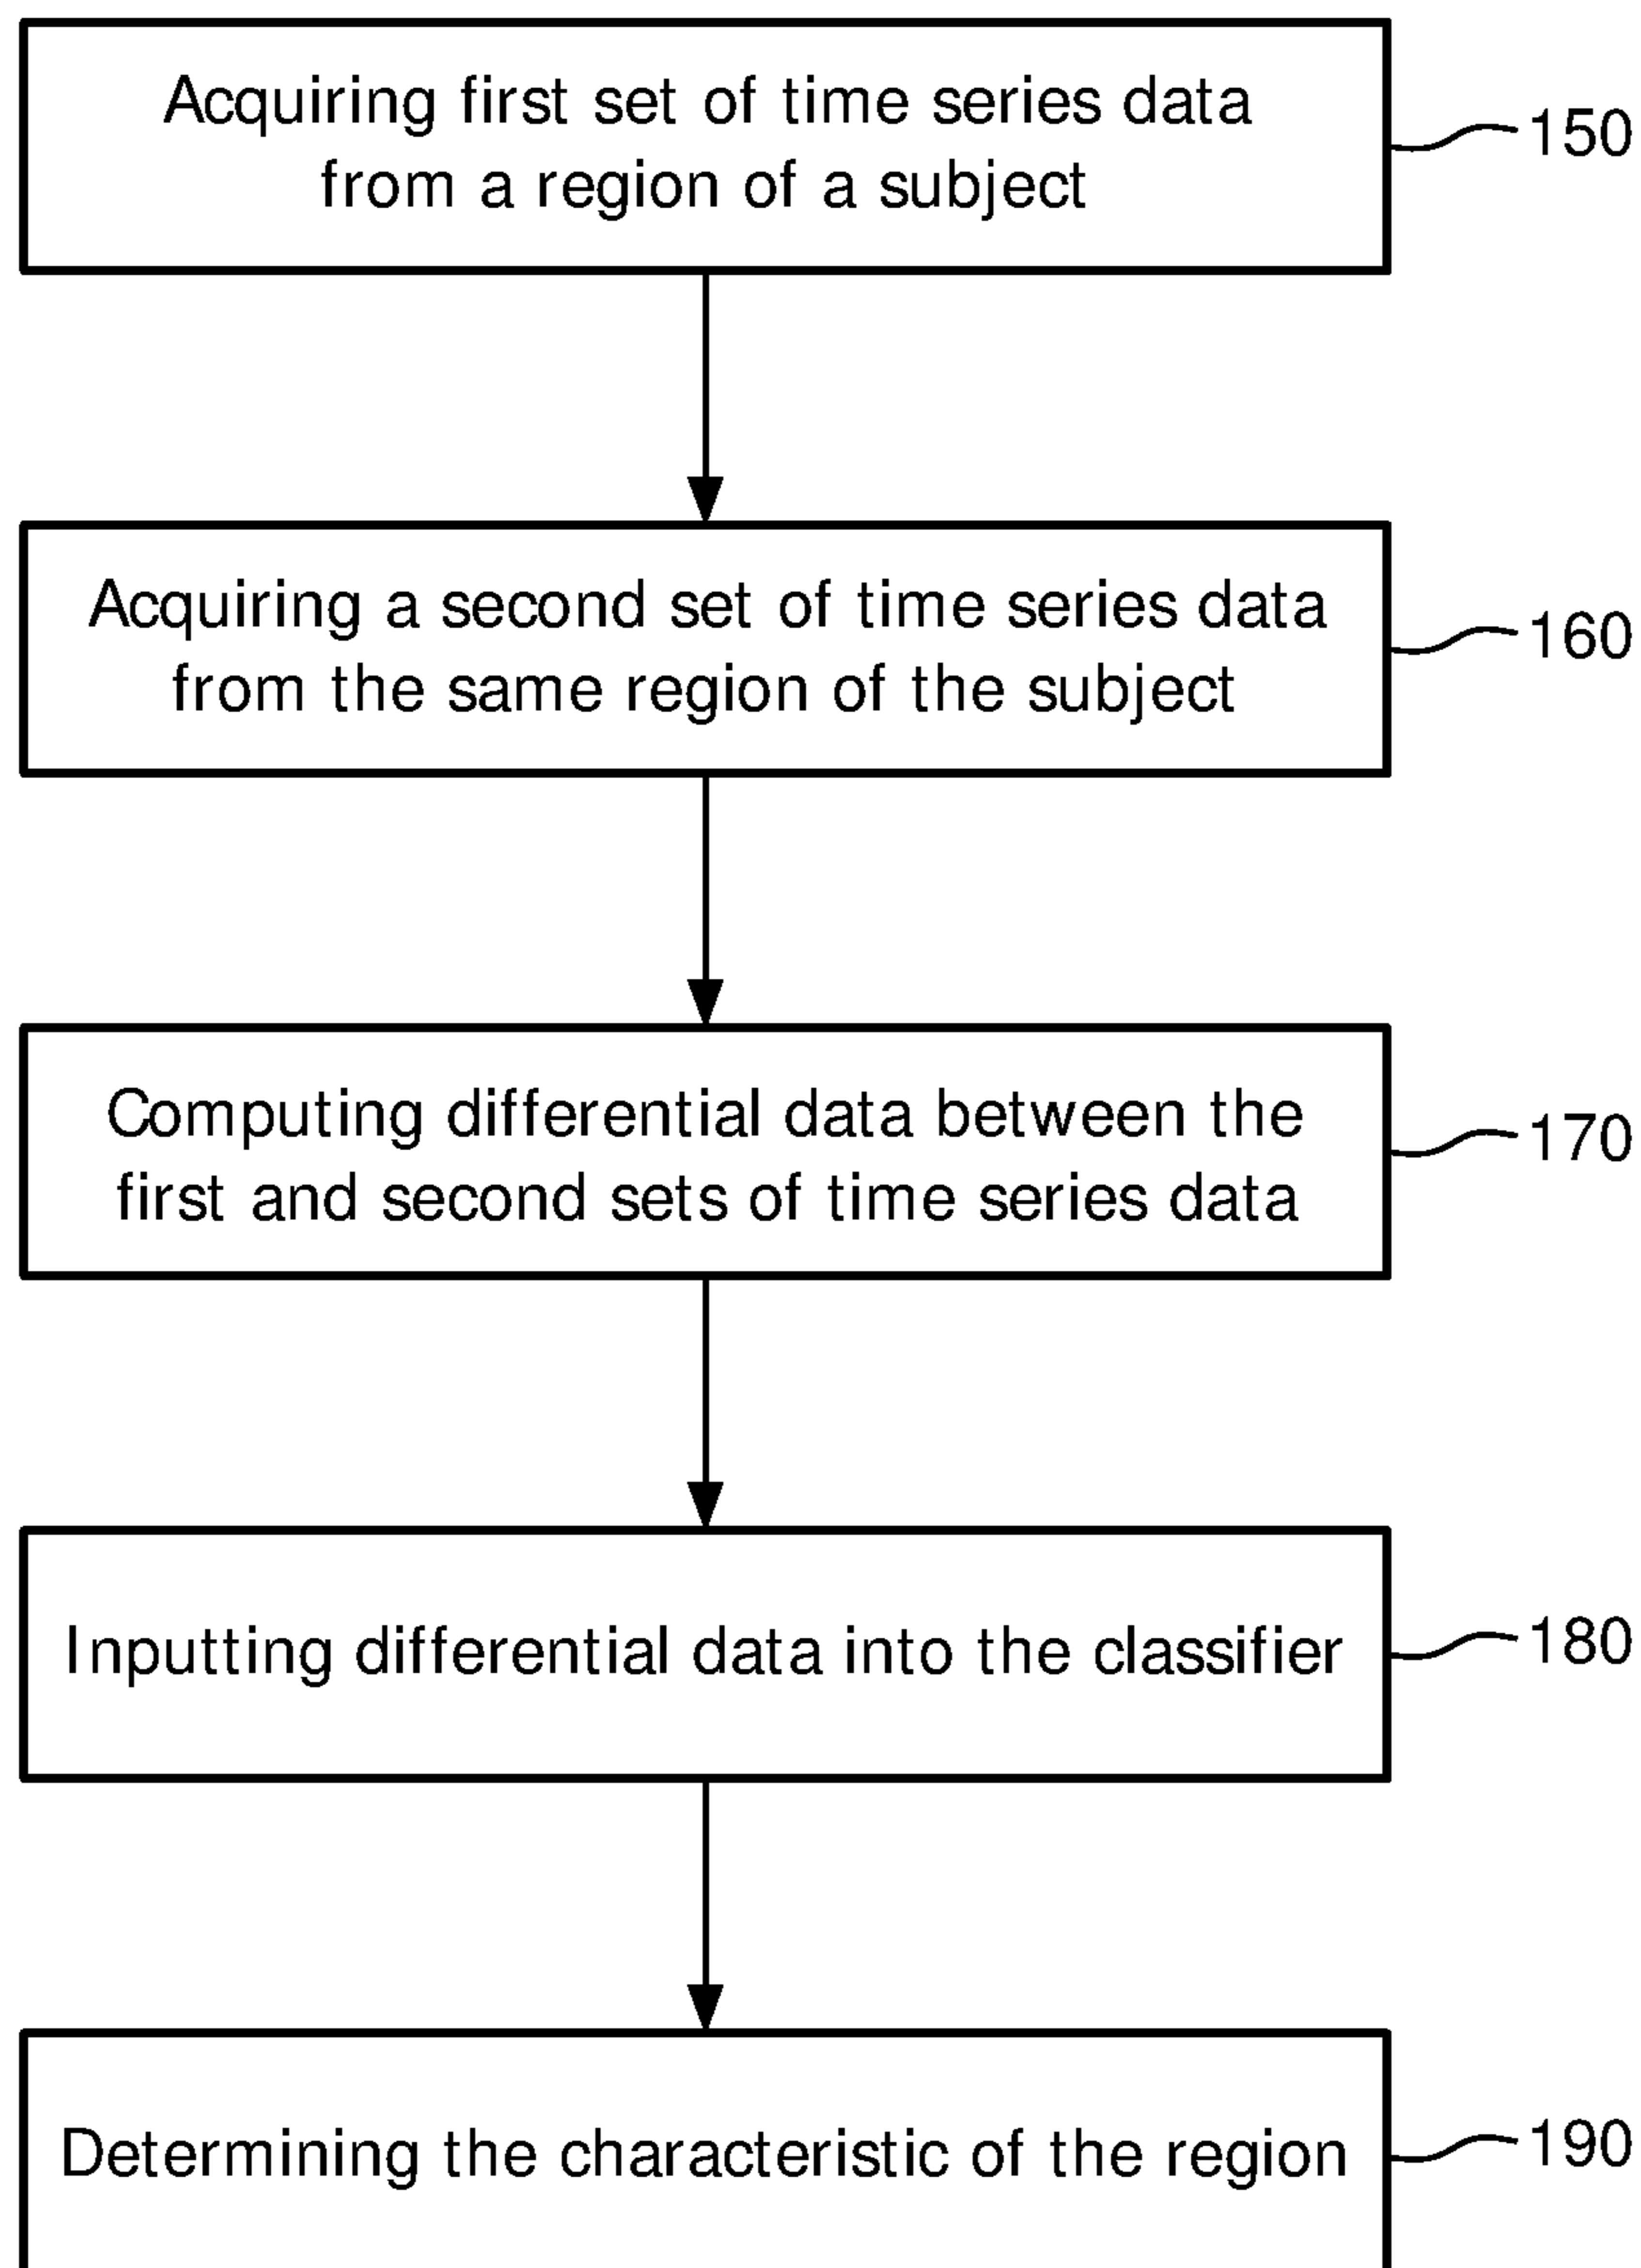 Acquiring first set of time series data
from a region of a subject
150
Acquiring a second set of time series data
from the same region of the subject
160
Computing differential data between the
first and second sets of time series data
170
Inputting differential data into the classifier
180
Determining the characteristic of the region
190